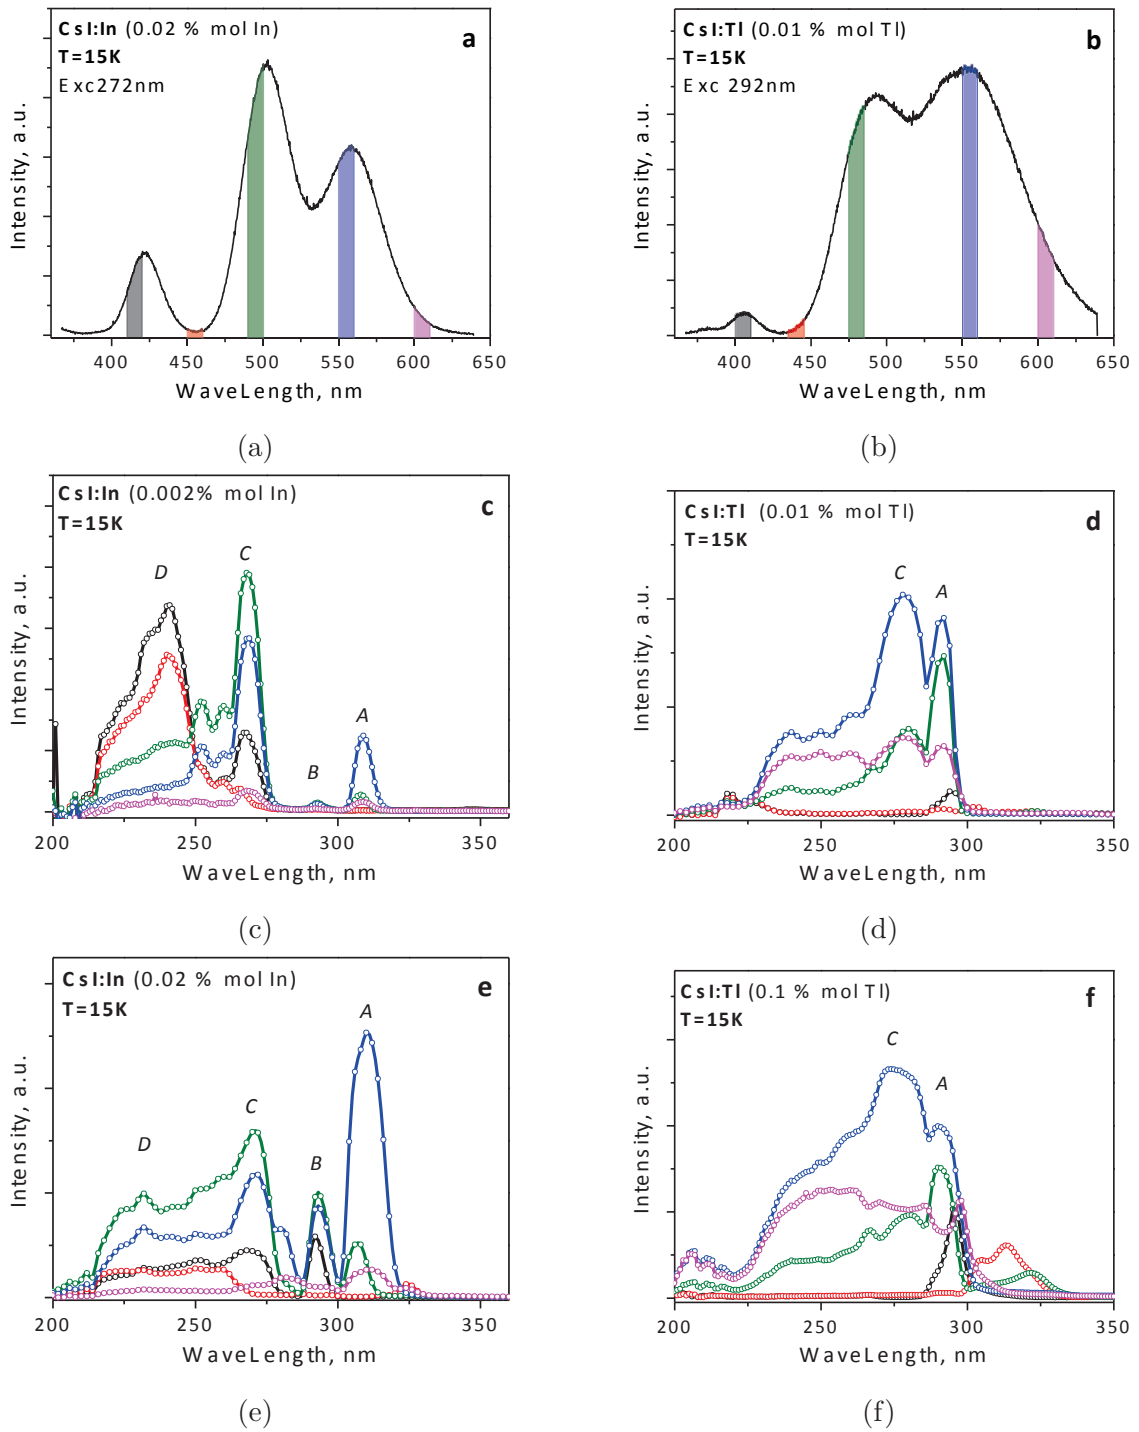 CsI:In (0.02 % mol In)
T=15K
Exc272nm
a
Intensity, a.u.
400 450 500 550 600 650
WaveLength, nm
(a)
CsI:Tl (0.01 % mol Tl)
T=15K
Exc 292nm
b
Intensity, a.u.
400 450 500 550 600 650
WaveLength, nm
(b)
CsI:In (0.002% mol In)
T=15K
c
D
C
B
A
Intensity, a.u.
200 250 300 350
WaveLength, nm
(c)
CsI:Tl (0.01 % mol Tl)
T=15K
d
C
A
Intensity, a.u.
200 250 300 350
WaveLength, nm
(d)
CsI:In (0.02 % mol In)
T=15K
e
D
C
B
A
Intensity, a.u.
200 250 300 350
WaveLength, nm
(e)
CsI:Tl (0.1 % mol Tl)
T=15K
f
C
A
Intensity, a.u.
200 250 300 350
WaveLength, nm
(f)